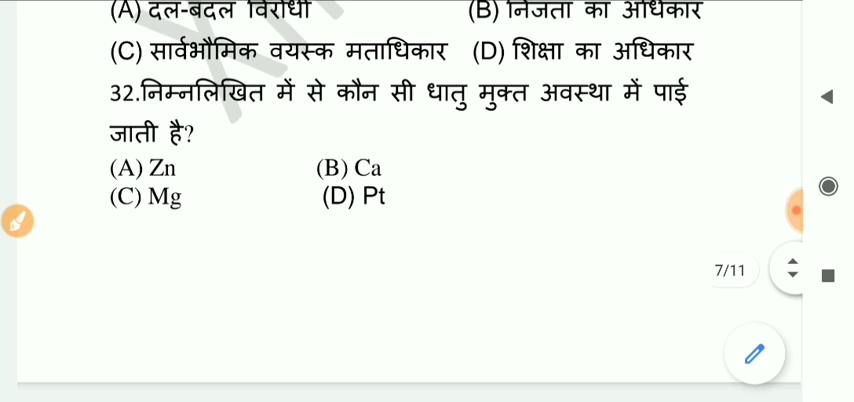 (A) दल-बदल विरोधी (B) निजता का अधिकार
(C) सार्वभौमिक वयस्क मताधिकार (D) शिक्षा का अधिकार
32.निम्नलिखित में से कौन सी धातु मुक्त अवस्था में पाई
जाती है?
(A) Zn (B) Ca
(C) Mg (D) Pt
7/11